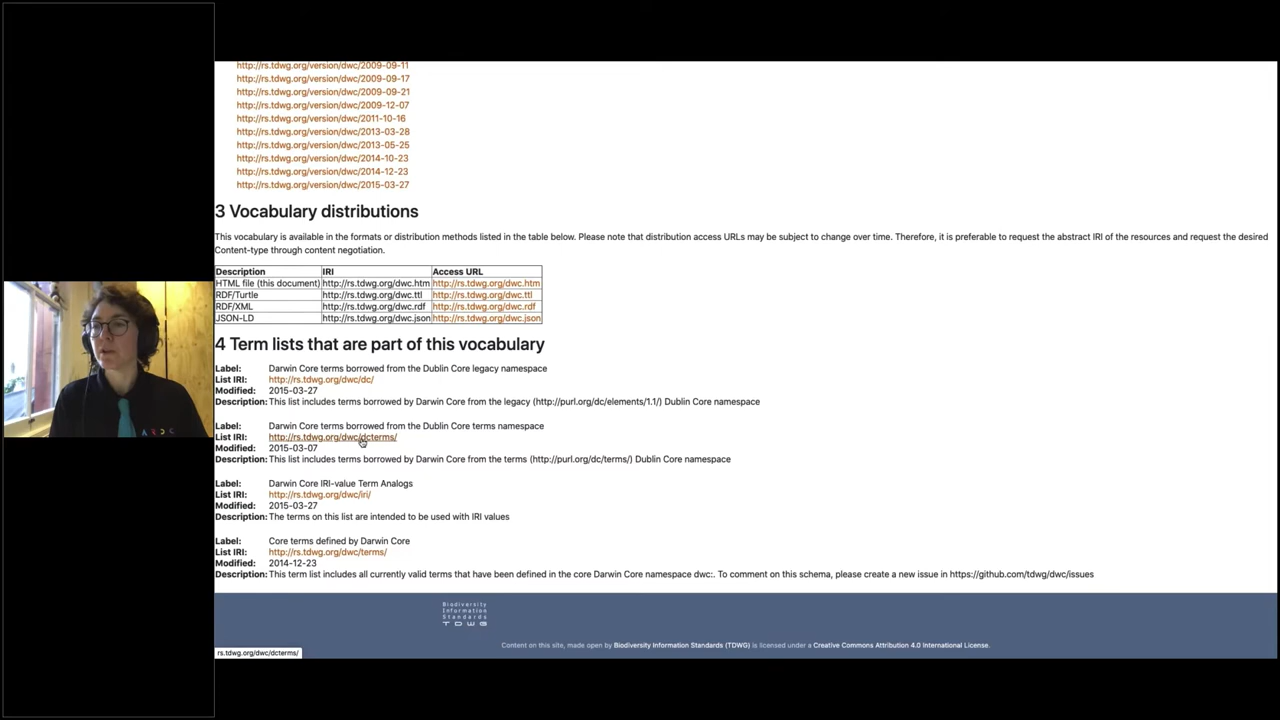 http://rs.tdwg.org/version/dwc/2009-09-11
http://rs.tdwg.org/version/dwc/2009-09-17
http://rs.tdwg.org/version/dwc/2009-09-21
http://rs.tdwg.org/version/dwc/2009-12-07
http://rs.tdwg.org/version/dwc/2011-10-16
http://rs.tdwg.org/version/dwc/2013-03-28
http://rs.tdwg.org/version/dwc/2013-05-25
http://rs.tdwg.org/version/dwc/2014-10-23
http://rs.tdwg.org/version/dwc/2014-12-23
http://rs.tdwg.org/version/dwc/2015-03-27
3 Vocabulary distributions
This vocabulary is available in the formats or distribution methods listed in the table below. Please note that distribution access URLs may be subject to change over time. Therefore, it is preferable to request the abstract IRI of the resources and request the desired
Content-type through content negotiation.
Description IRI Access URL
HTML file (this document) http://rs.tdwg.org/dwc.htm http://rs.tdwg.org/dwc.htm
RDF/Turtle http://rs.tdwg.org/dwc.ttl http://rs.tdwg.org/dwc.ttl
RDF/XML http://rs.tdwg.org/dwc.rdf http://rs.tdwg.org/dwc.rdf
JSON-LD http://rs.tdwg.org/dwc.json http://rs.tdwg.org/dwc.json
4 Term lists that are part of this vocabulary
Label: Darwin Core terms borrowed from the Dublin Core legacy namespace
List IRI: http://rs.tdwg.org/dwc/dc/
Modified: 2015-03-27
Description: This list includes terms borrowed by Darwin Core from the legacy (http://purl.org/dc/elements/1.1/) Dublin Core namespace
Label: Darwin Core terms borrowed from the Dublin Core terms namespace
List IRI: http://rs.tdwg.org/dwc/dcterms/
Modified: 2015-03-07
Description: This list includes terms borrowed by Darwin Core from the terms (http://purl.org/dc/terms/) Dublin Core namespace
Label: Darwin Core IRI-value Term Analogs
List IRI: http://rs.tdwg.org/dwc/iri/
Modified: 2015-03-27
Description: The terms on this list are intended to be used with IRI values
Label: Core terms defined by Darwin Core
List IRI: http://rs.tdwg.org/dwc/terms/
Modified: 2014-12-23
Description: This term list includes all currently valid terms that have been defined in the core Darwin Core namespace dwc:. To comment on this schema, please create a new issue in https://github.com/tdwg/dwc/issues
Biodiversity
Information
Standards
TDWG
Content on this site, made open by Biodiversity Information Standards (TDWG) is licensed under a Creative Commons Attribution 4.0 International License.
rs.tdwg.org/dwc/dcterms/
ARDC